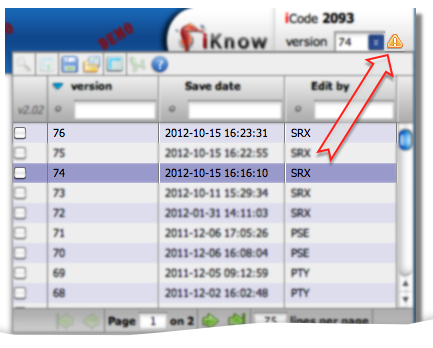 DEMO
iKnow
iCode 2093
version 74
version Save date Edit by
v2.02
76 2012-10-15 16:23:31 SRX
75 2012-10-15 16:22:55 SRX
74 2012-10-15 16:16:10 SRX
73 2012-10-11 15:29:34 SRX
72 2012-01-31 14:11:03 SRX
71 2011-12-06 17:05:26 PSE
70 2011-12-06 16:08:04 PSE
69 2011-12-05 09:12:59 PTY
68 2011-12-02 16:02:48 PTY
Page 1 on 2 75 lines per page